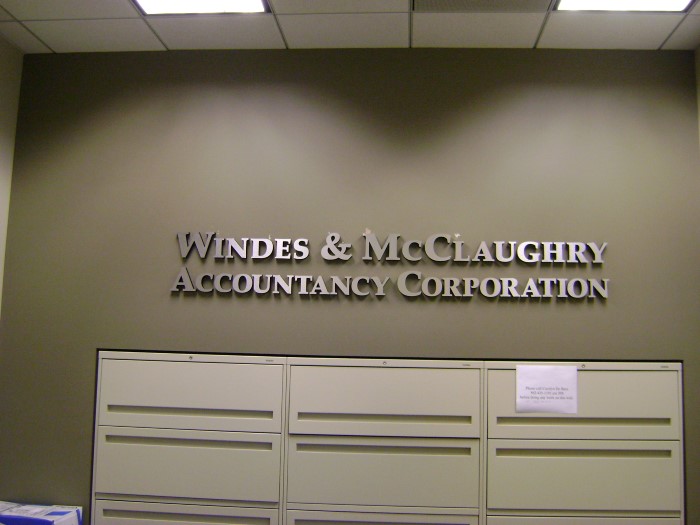 WINDES & MCCLAUGHRY
ACCOUNTANCY CORPORATION